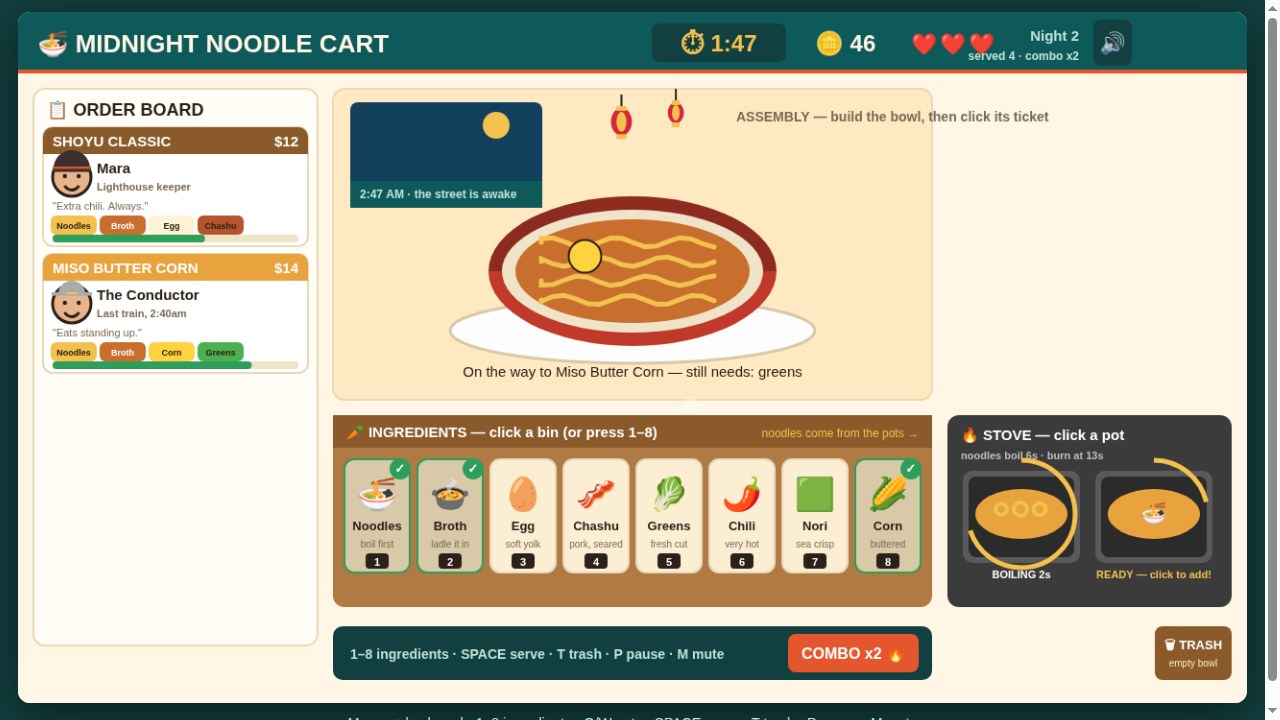 MIDNIGHT NOODLE CART
1:47
46
Night 2
served 4 · combo x2
ORDER BOARD
SHOYU CLASSIC $12
Mara
Lighthouse keeper
"Extra chili. Always."
Noodles Broth Egg Chashu
MISO BUTTER CORN $14
The Conductor
Last train, 2:40am
"Eats standing up."
Noodles Broth Corn Greens
ASSEMBLY — build the bowl, then click its ticket
2:47 AM · the street is awake
On the way to Miso Butter Corn — still needs: greens
INGREDIENTS — click a bin (or press 1–8)
noodles come from the pots →
Noodles
boil first
1
Broth
ladle it in
2
Egg
soft yolk
3
Chashu
pork, seared
4
Greens
fresh cut
5
Chili
very hot
6
Nori
sea crisp
7
Corn
buttered
8
STOVE — click a pot
noodles boil 6s · burn at 13s
BOILING 2s
READY — click to add!
1–8 ingredients · SPACE serve · T trash · P pause · M mute
COMBO x2
TRASH
empty bowl